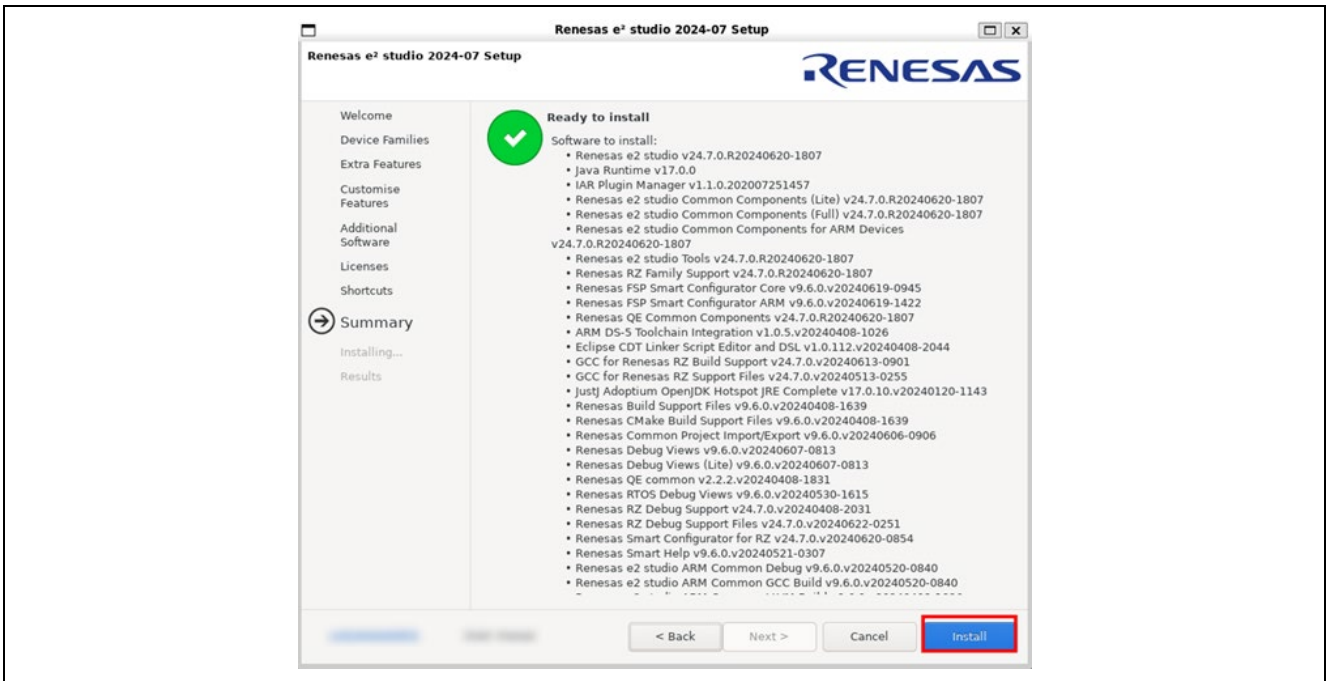 Renesas e² studio 2024-07 Setup
Renesas e² studio 2024-07 Setup
RENESAS
Welcome
Device Families
Extra Features
Customise
Features
Additional
Software
Licenses
Shortcuts
Summary
Installing...
Results
Ready to install
Software to install:
• Renesas e2 studio v24.7.0.R20240620-1807
• Java Runtime v17.0.0
• IAR Plugin Manager v1.1.0.202007251457
• Renesas e2 studio Common Components (Lite) v24.7.0.R20240620-1807
• Renesas e2 studio Common Components (Full) v24.7.0.R20240620-1807
• Renesas e2 studio Common Components for ARM Devices
v24.7.0.R20240620-1807
• Renesas e2 studio Tools v24.7.0.R20240620-1807
• Renesas RZ Family Support v24.7.0.R20240620-1807
• Renesas FSP Smart Configurator Core v9.6.0.v20240619-0945
• Renesas FSP Smart Configurator ARM v9.6.0.v20240619-1422
• Renesas QE Common Components v24.7.0.R20240620-1807
• ARM DS-5 Toolchain Integration v1.0.5.v20240408-1026
• Eclipse CDT Linker Script Editor and DSL v1.0.112.v20240408-2044
• GCC for Renesas RZ Build Support v24.7.0.v20240613-0901
• GCC for Renesas RZ Support Files v24.7.0.v20240513-0255
• JustJ Adoptium OpenJDK Hotspot JRE Complete v17.0.10.v20240120-1143
• Renesas Build Support Files v9.6.0.v20240408-1639
• Renesas CMake Build Support Files v9.6.0.v20240408-1639
• Renesas Common Project Import/Export v9.6.0.v20240606-0906
• Renesas Debug Views v9.6.0.v20240607-0813
• Renesas Debug Views (Lite) v9.6.0.v20240607-0813
• Renesas QE common v2.2.2.v20240408-1831
• Renesas RTOS Debug Views v9.6.0.v20240530-1615
• Renesas RZ Debug Support v24.7.0.v20240408-2031
• Renesas RZ Debug Support Files v24.7.0.v20240622-0251
• Renesas Smart Configurator for RZ v24.7.0.v20240620-0854
• Renesas Smart Help v9.6.0.v20240521-0307
• Renesas e2 studio ARM Common Debug v9.6.0.v20240520-0840
• Renesas e2 studio ARM Common GCC Build v9.6.0.v20240520-0840
< Back
Next >
Cancel
Install